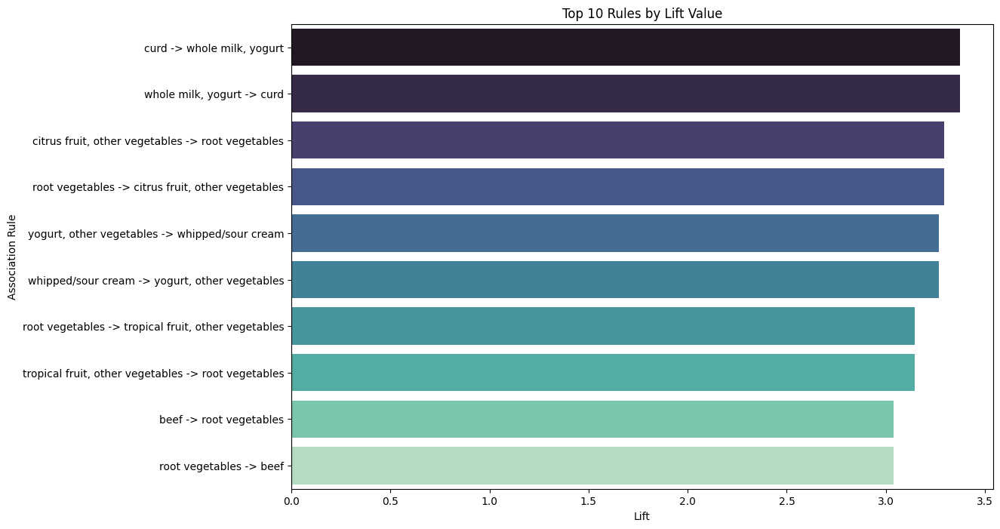 Top 10 Rules by Lift Value
Association Rule
curd -> whole milk, yogurt
whole milk, yogurt -> curd
citrus fruit, other vegetables -> root vegetables
root vegetables -> citrus fruit, other vegetables
yogurt, other vegetables -> whipped/sour cream
whipped/sour cream -> yogurt, other vegetables
root vegetables -> tropical fruit, other vegetables
tropical fruit, other vegetables -> root vegetables
beef -> root vegetables
root vegetables -> beef
0.0 0.5 1.0 1.5 2.0 2.5 3.0 3.5
Lift